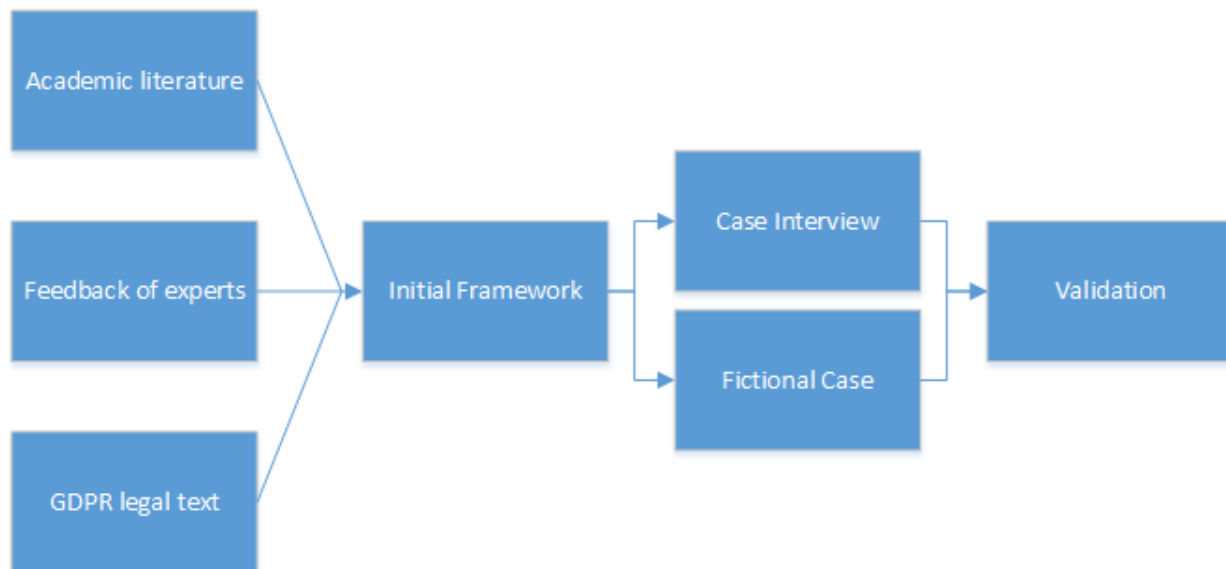 Academic literature
Feedback of experts
GDPR legal text
Initial Framework
Case Interview
Fictional Case
Validation